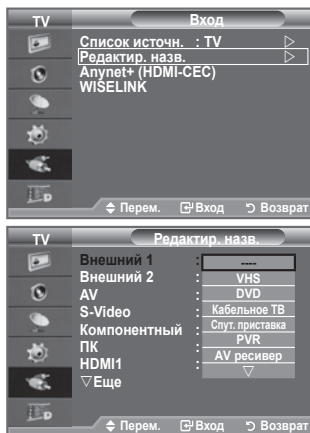 TV Вход
Список источн. : TV ▷
Редактир. назв. ▷
Anynet+ (HDMI-CEC)
WISELINK
Перем. Вход Возврат
TV Редактир. назв.
Внешний 1 : ----
Внешний 2 : VHS
AV : DVD
S-Video : Кабельное ТВ
Компонентный : Спут. приставка
ПК : PVR
HDMI1 : AV ресивер
▽Еще ▽
Перем. Вход Возврат